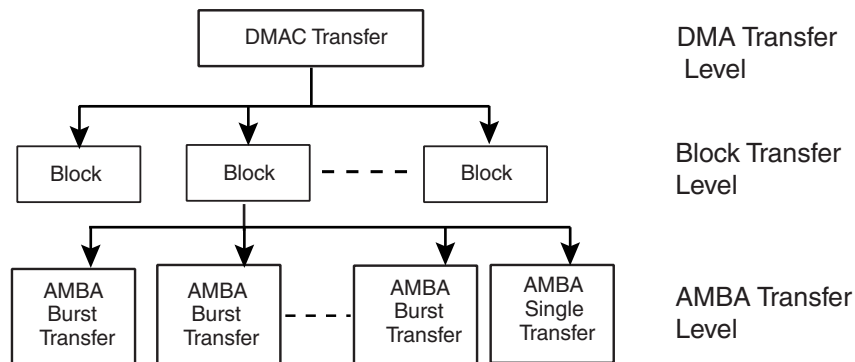 DMAC Transfer
DMA Transfer
Level
Block
Block
Block
Block Transfer
Level
AMBA
Burst
Transfer
AMBA
Burst
Transfer
AMBA
Burst
Transfer
AMBA
Single
Transfer
AMBA Transfer
Level